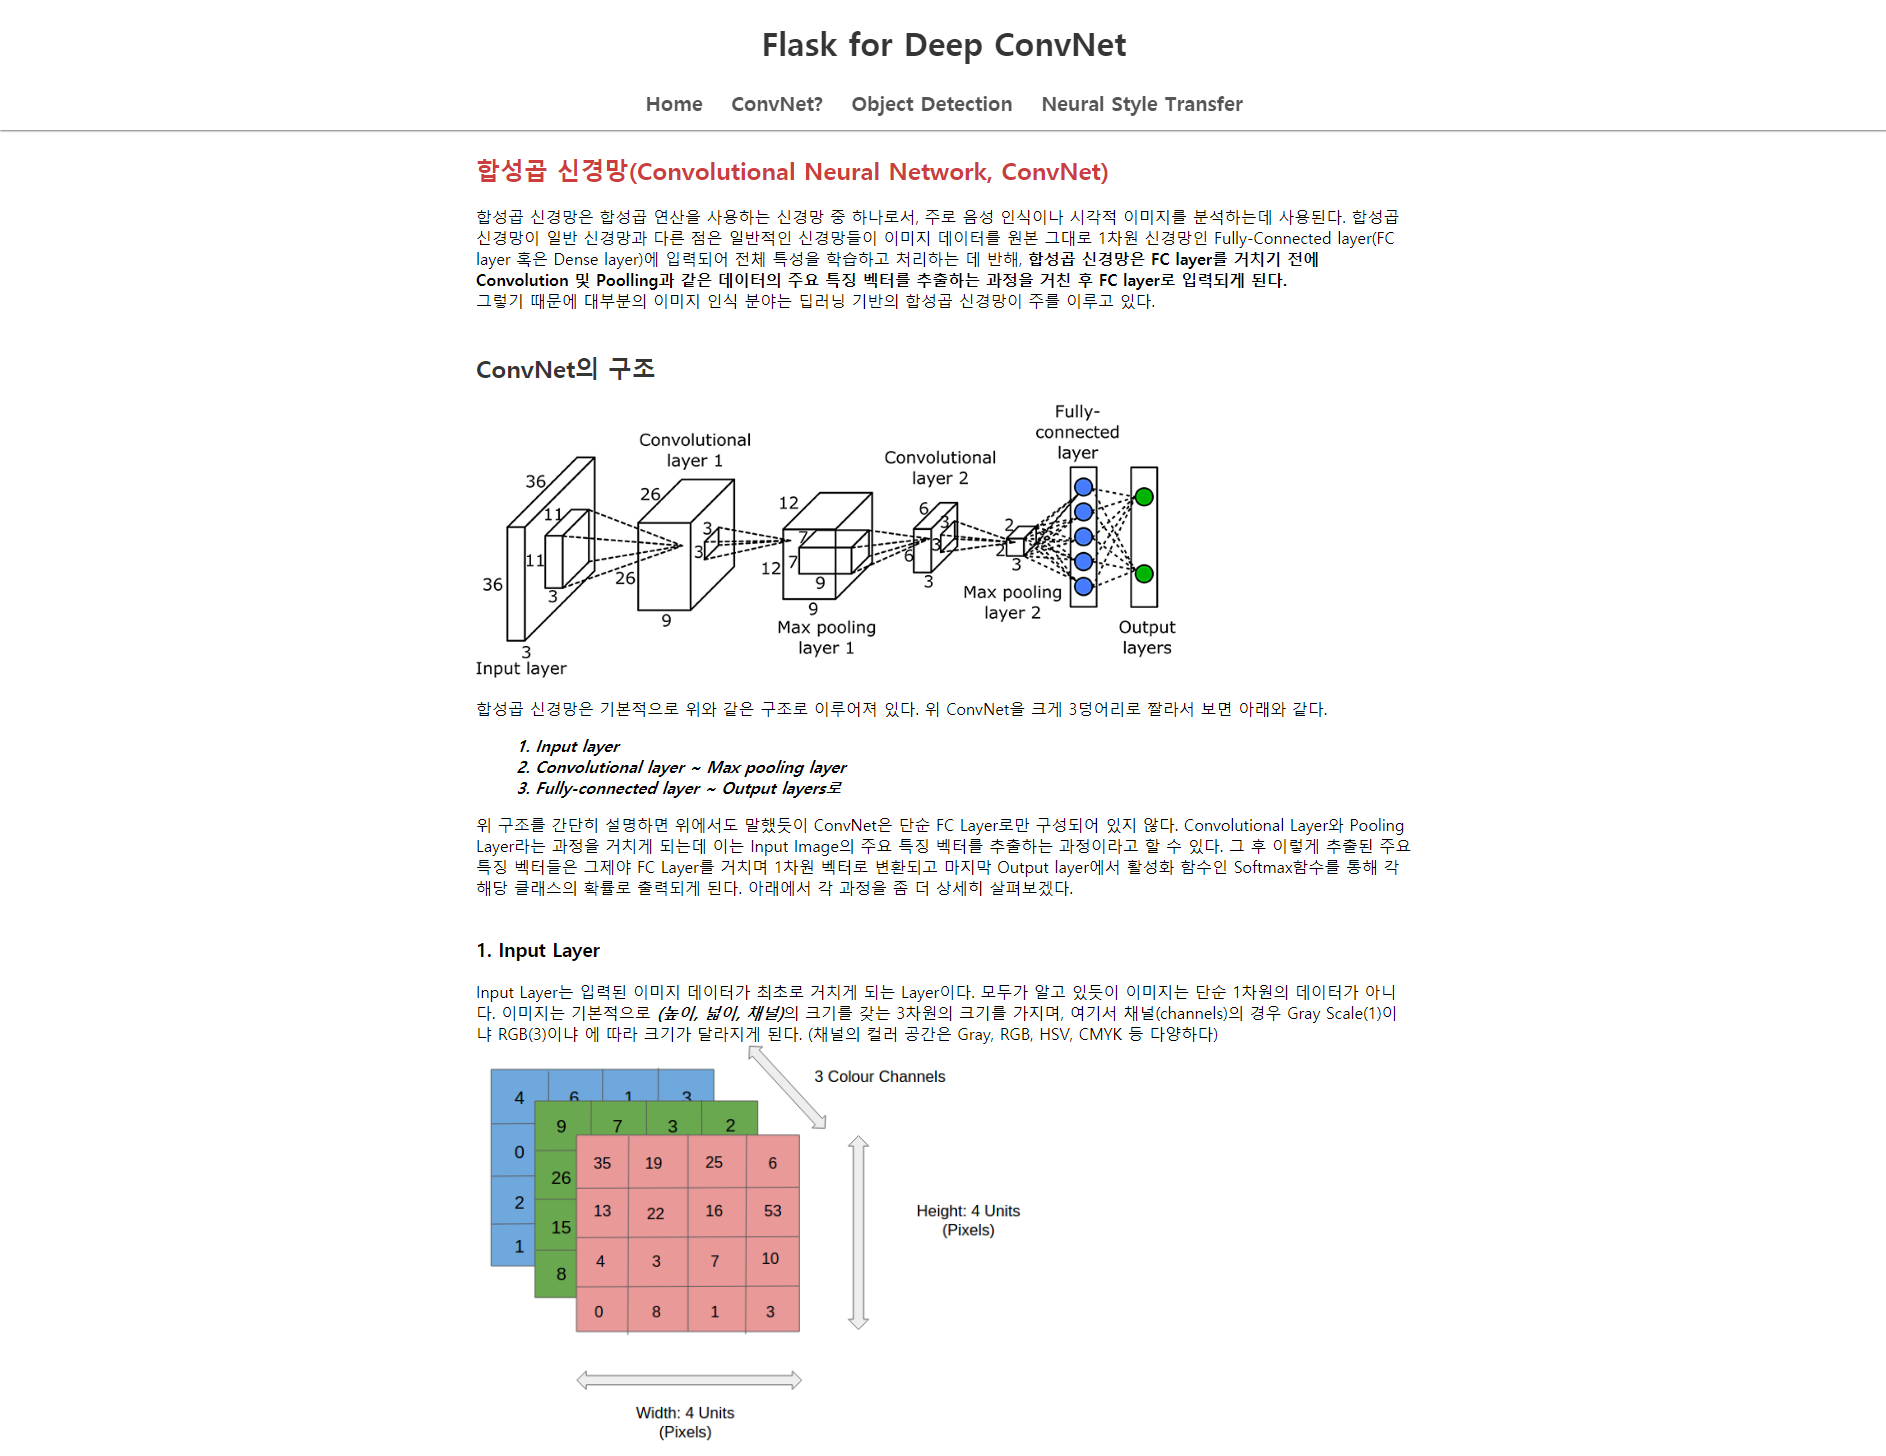 Flask for Deep ConvNet
Home ConvNet? Object Detection Neural Style Transfer
합성곱 신경망(Convolutional Neural Network, ConvNet)
합성곱 신경망은 합성곱 연산을 사용하는 신경망 중 하나로서, 주로 음성 인식이나 시각적 이미지를 분석하는데 사용된다. 합성곱
신경망이 일반 신경망과 다른 점은 일반적인 신경망들이 이미지 데이터를 원본 그대로 1차원 신경망인 Fully-Connected layer(FC
layer 혹은 Dense layer)에 입력되어 전체 특성을 학습하고 처리하는 데 반해, 합성곱 신경망은 FC layer를 거치기 전에
Convolution 및 Poolling과 같은 데이터의 주요 특징 벡터를 추출하는 과정을 거친 후 FC layer로 입력되게 된다.
그렇기 때문에 대부분의 이미지 인식 분야는 딥러닝 기반의 합성곱 신경망이 주를 이루고 있다.
ConvNet의 구조
36
11
11
36
3
3
Input layer
Convolutional
layer 1
26
3
3
26
9
12
7
12 7
9
9
Max pooling
layer 1
Convolutional
layer 2
6
3
3
6
3
2
2
3
Max pooling
layer 2
Fully-
connected
layer
Output
layers
합성곱 신경망은 기본적으로 위와 같은 구조로 이루어져 있다. 위 ConvNet을 크게 3덩어리로 짤라서 보면 아래와 같다.
1. Input layer
2. Convolutional layer ~ Max pooling layer
3. Fully-connected layer ~ Output layers로
위 구조를 간단히 설명하면 위에서도 말했듯이 ConvNet은 단순 FC Layer로만 구성되어 있지 않다. Convolutional Layer와 Pooling
Layer라는 과정을 거치게 되는데 이는 Input Image의 주요 특징 벡터를 추출하는 과정이라고 할 수 있다. 그 후 이렇게 추출된 주요
특징 벡터들은 그제야 FC Layer를 거치며 1차원 벡터로 변환되고 마지막 Output layer에서 활성화 함수인 Softmax함수를 통해 각
해당 클래스의 확률로 출력되게 된다. 아래에서 각 과정을 좀 더 상세히 살펴보겠다.
1. Input Layer
Input Layer는 입력된 이미지 데이터가 최초로 거치게 되는 Layer이다. 모두가 알고 있듯이 이미지는 단순 1차원의 데이터가 아니
다. 이미지는 기본적으로 (높이, 넓이, 채널)의 크기를 갖는 3차원의 크기를 가지며, 여기서 채널(channels)의 경우 Gray Scale(1)이
냐 RGB(3)이냐 에 따라 크기가 달라지게 된다. (채널의 컬러 공간은 Gray, RGB, HSV, CMYK 등 다양하다)
3 Colour Channels
4 6 1 3
0
2
1
9 7 3 2
26
15
8
35 19 25 6
13 22 16 53
4 3 7 10
0 8 1 3
Height: 4 Units
(Pixels)
Width: 4 Units
(Pixels)